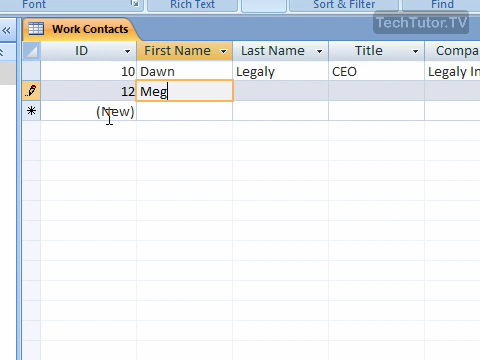 Font Rich Text Sort & Filter Find
TechTutor.TV
Work Contacts
ID First Name Last Name Title Compa
10 Dawn Legaly CEO Legaly In
12 Meg
(New)